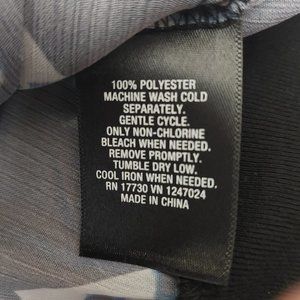 100% POLYESTER
MACHINE WASH COLD
SEPARATELY.
GENTLE CYCLE.
ONLY NON-CHLORINE
BLEACH WHEN NEEDED.
REMOVE PROMPTLY.
TUMBLE DRY LOW.
COOL IRON WHEN NEEDED.
RN 17730 VN 1247024
MADE IN CHINA